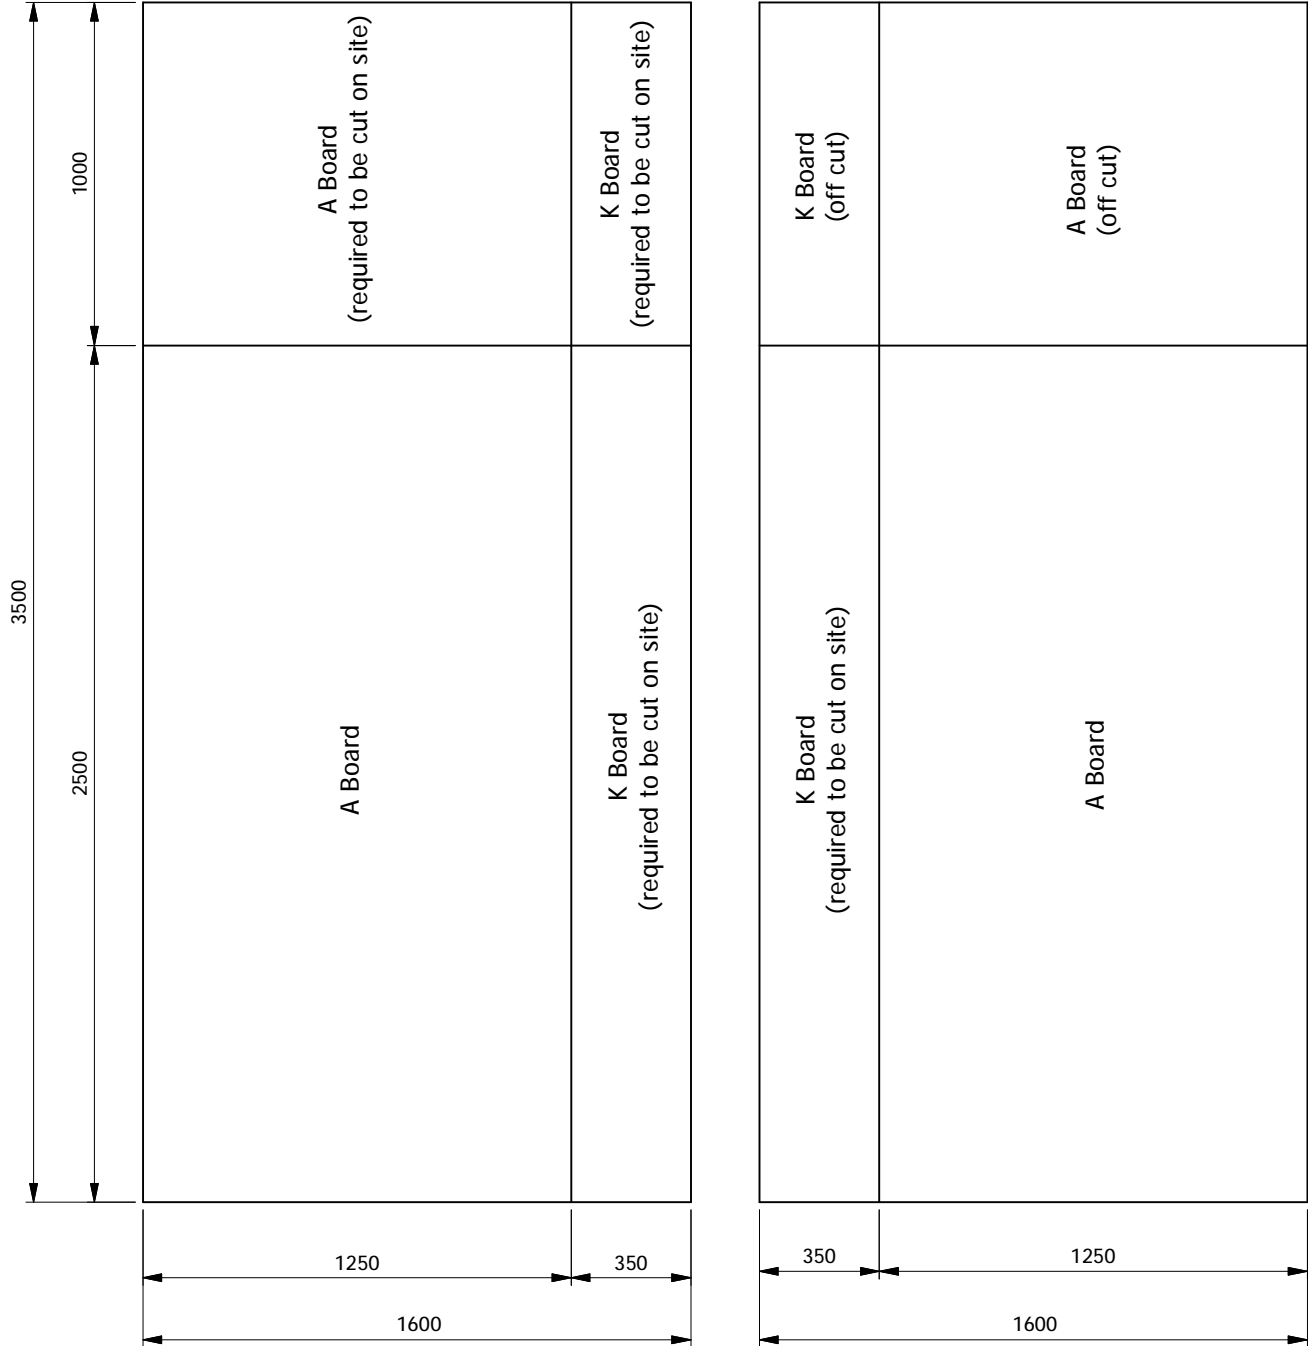 A Board
(required to be cut on site)
K Board
(required to be cut on site)
K Board
(off cut)
A Board
(off cut)
1000
3500
2500
A Board
K Board
(required to be cut on site)
K Board
(required to be cut on site)
A Board
1250
350
1600
350
1250
1600